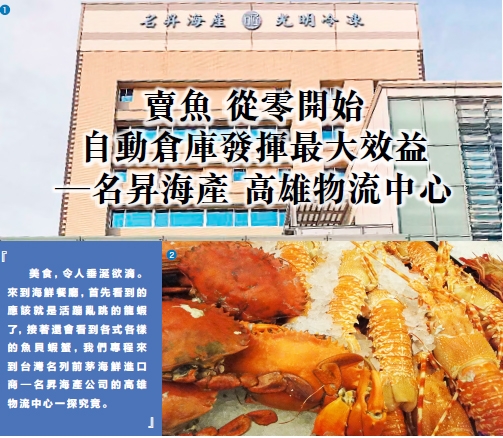 1
名昇海產 光明冷凍
賣魚 從零開始
自動倉庫發揮最大效益
—名昇海產 高雄物流中心
『
美食，令人垂涎欲滴。
來到海鮮餐廳，首先看到的
應該就是活蹦亂跳的龍蝦
了，接著還會看到各式各樣
的魚貝蝦蟹，我們專程來
到台灣名列前茅海鮮進口
商—名昇海產公司的高雄
物流中心一探究竟。
』
2